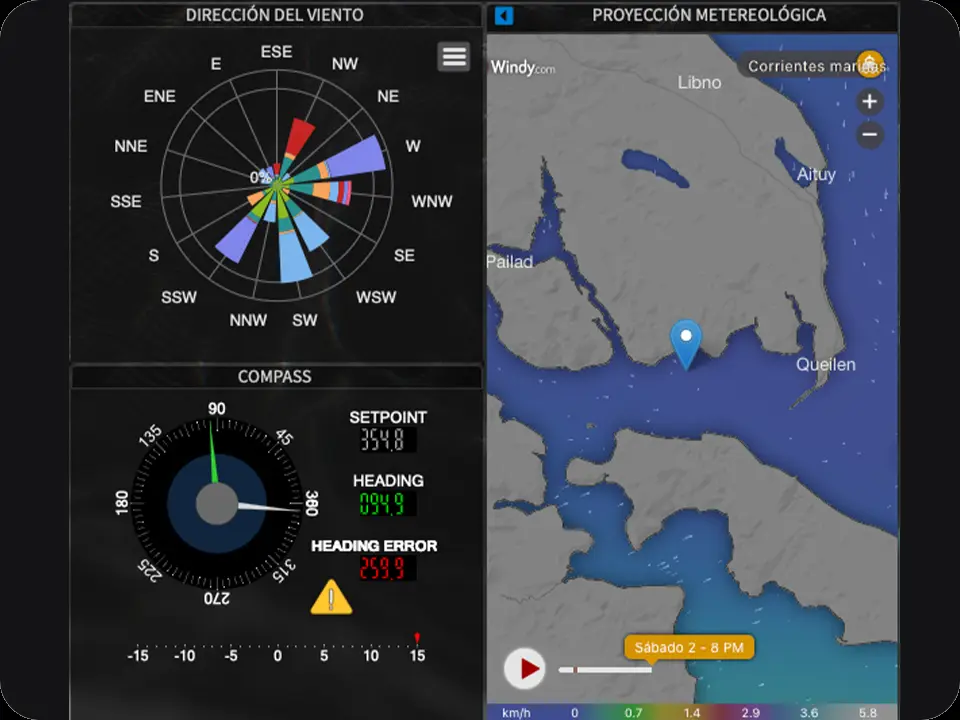 DIRECCIÓN DEL VIENTO
ESE
E
NW
ENE
NE
NNE
W
0%
SSE
WNW
S
SE
SSW
WSW
NNW
SW
COMPASS
90
135
45
180
360
225
315
270
SETPOINT
354.8
HEADING
094.9
HEADING ERROR
259.9
-15 -10 -5 0 5 10 15
PROYECCIÓN METEREOLÓGICA
Windy.com
Corrientes marinas
Libno
Aituy
Pailad
Queilen
Sábado 2 - 8 PM
km/h 0 0.7 1.4 2.9 3.6 5.8